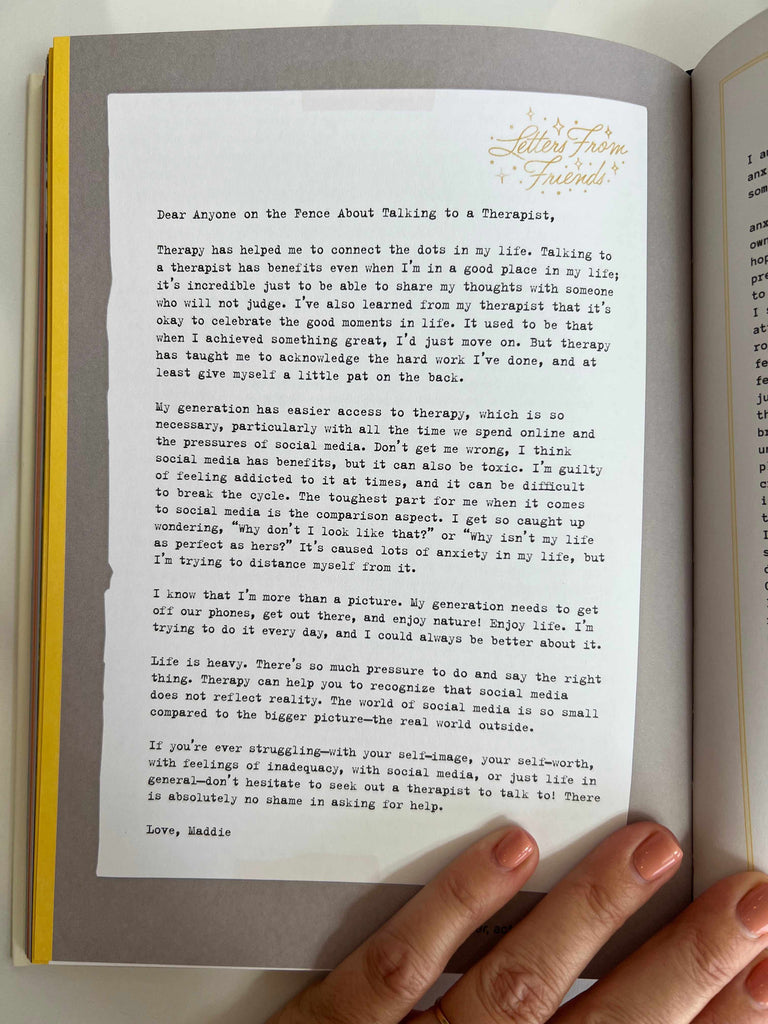 Letters From
Friends
Dear Anyone on the Fence About Talking to a Therapist,
Therapy has helped me to connect the dots in my life. Talking to
a therapist has benefits even when I'm in a good place in my life;
it's incredible just to be able to share my thoughts with someone
who will not judge. I've also learned from my therapist that it's
okay to celebrate the good moments in life. It used to be that
when I achieved something great, I'd just move on. But therapy
has taught me to acknowledge the hard work I've done, and at
least give myself a little pat on the back.
My generation has easier access to therapy, which is so
necessary, particularly with all the time we spend online and
the pressures of social media. Don't get me wrong, I think
social media has benefits, but it can also be toxic. I'm guilty
of feeling addicted to it at times, and it can be difficult
to break the cycle. The toughest part for me when it comes
to social media is the comparison aspect. I get so caught up
wondering, "Why don't I look like that?" or "Why isn't my life
as perfect as hers?" It's caused lots of anxiety in my life, but
I'm trying to distance myself from it.
I know that I'm more than a picture. My generation needs to get
off our phones, get out there, and enjoy nature! Enjoy life. I'm
trying to do it every day, and I could always be better about it.
Life is heavy. There's so much pressure to do and say the right
thing. Therapy can help you to recognize that social media
does not reflect reality. The world of social media is so small
compared to the bigger picture—the real world outside.
If you're ever struggling—with your self-image, your self-worth,
with feelings of inadequacy, with social media, or just life in
general—don't hesitate to seek out a therapist to talk to! There
is absolutely no shame in asking for help.
Love, Maddie